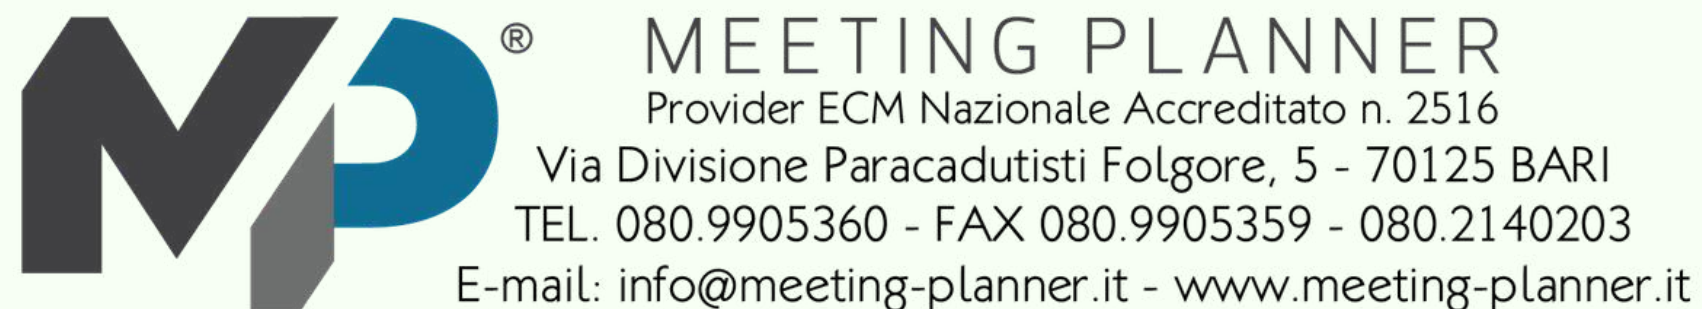 MP®
MEETING PLANNER
Provider ECM Nazionale Accreditato n. 2516
Via Divisione Paracadutisti Folgore, 5 - 70125 BARI
TEL. 080.9905360 - FAX 080.9905359 - 080.2140203
E-mail: info@meeting-planner.it - www.meeting-planner.it